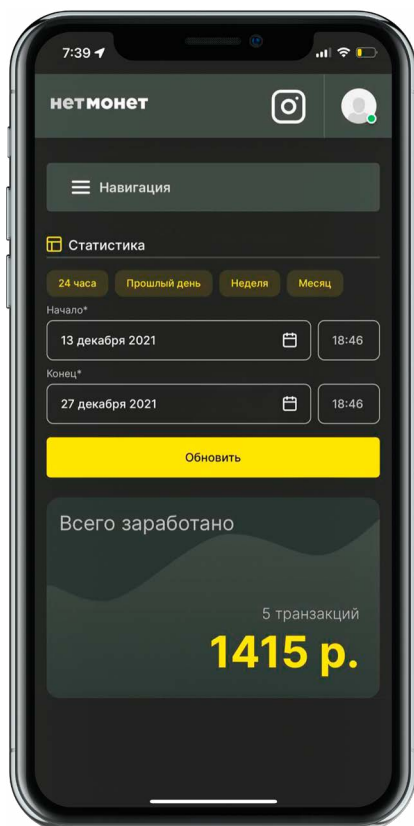 7:39
нетмонет
Навигация
Статистика
24 часа Прошлый день Неделя Месяц
Начало*
13 декабря 2021 18:46
Конец*
27 декабря 2021 18:46
Обновить
Всего заработано
5 транзакций
1415 р.